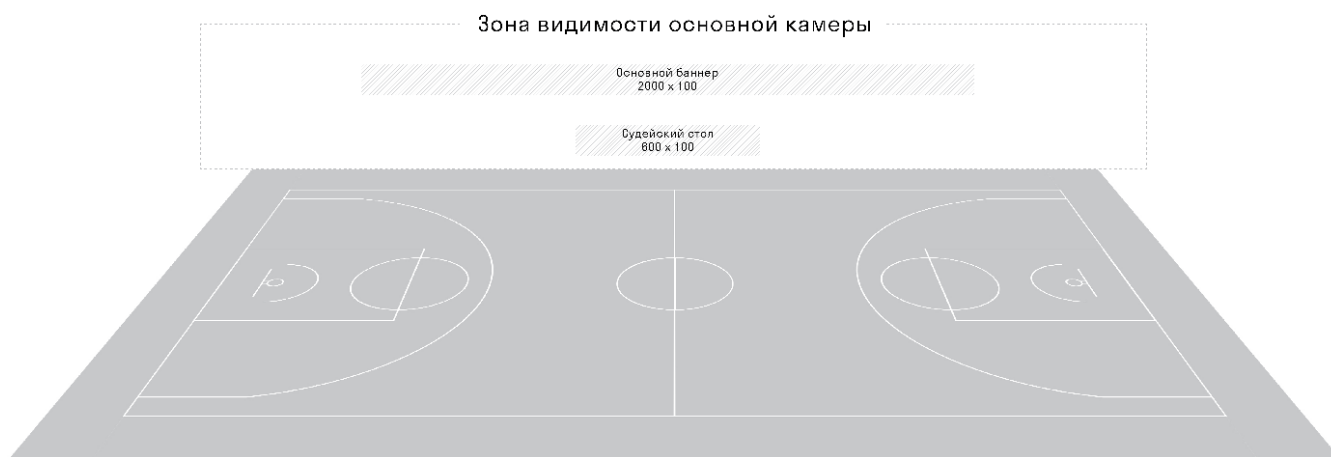 Зона видимости основной камеры
Основной баннер
2000 x 100
Судейский стол
600 x 100